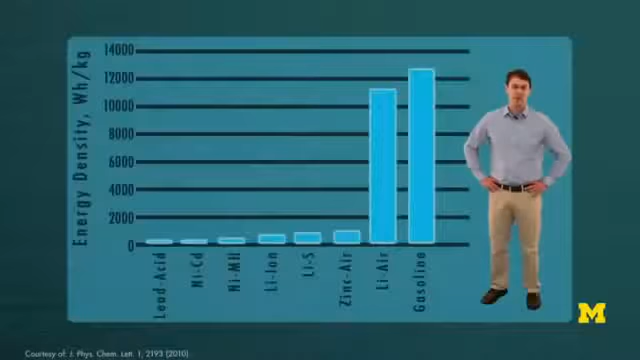 Energy Density, Wh/kg
14000
12000
10000
8000
6000
4000
2000
0
Lead-Acid
Ni-Cd
Ni-MH
Li-Ion
Li-S
Zinc-Air
Li-Air
Gasoline
M
Courtesy of: J. Phys. Chem. Lett. 1, 2193 (2010)